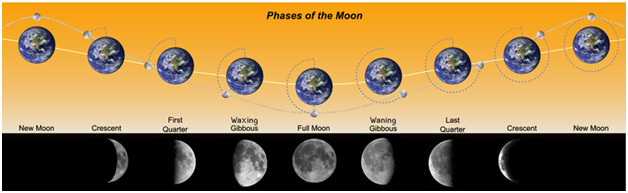 Phases of the Moon
New Moon
Crescent
First
Quarter
Waxing
Gibbous
Full Moon
Waning
Gibbous
Last
Quarter
Crescent
New Moon